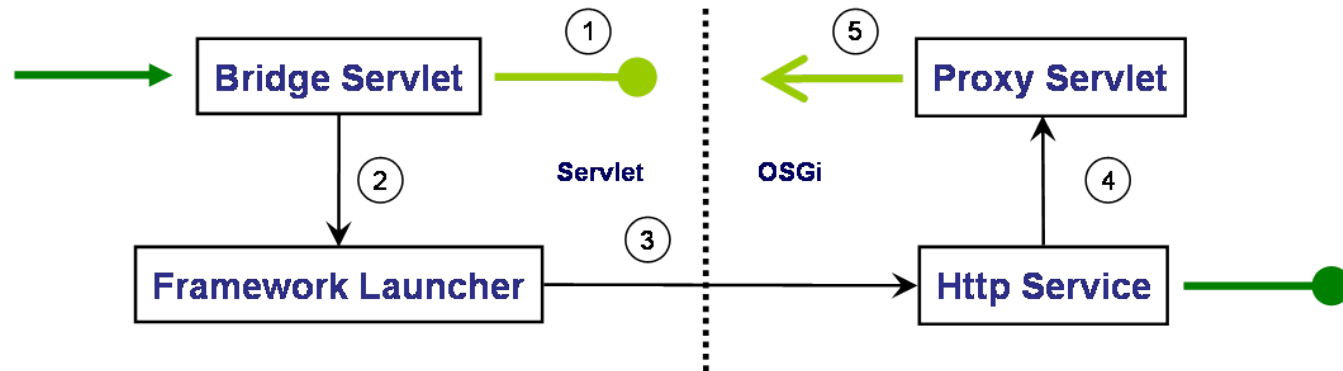 1
5
Bridge Servlet
Proxy Servlet
2
Servlet
OSGi
4
3
Framework Launcher
Http Service